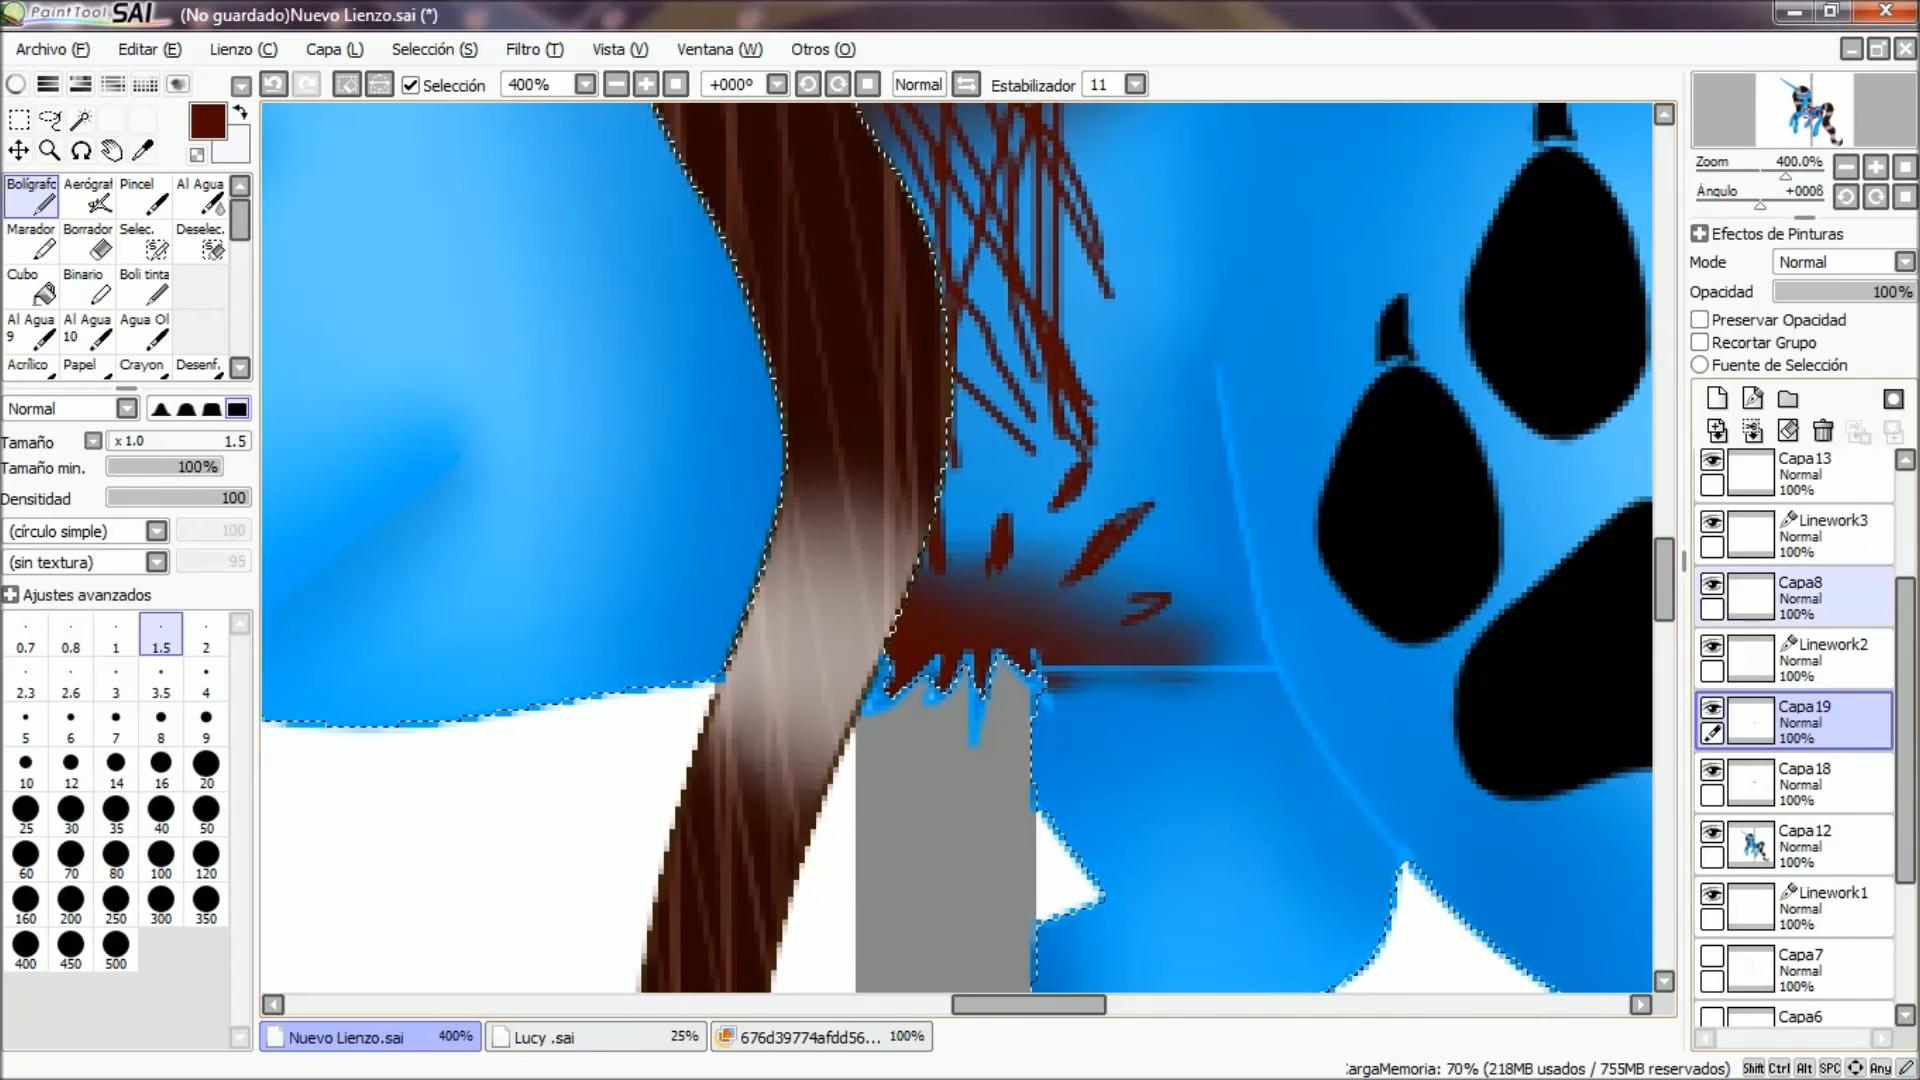 PaintTool SAI (No guardado)Nuevo Lienzo.sai (*)
Archivo (F) Editar (E) Lienzo (C) Capa (L) Selección (S) Filtro (T) Vista (V) Ventana (W) Otros (O)
Selección 400% +000º Normal Estabilizador 11
Zoom 400.0%
Ángulo +000ß
Efectos de Pinturas
Mode Normal
Opacidad 100%
Preservar Opacidad
Recortar Grupo
Fuente de Selección
Capa13
Normal
100%
Linework3
Normal
100%
Capa8
Normal
100%
Linework2
Normal
100%
Capa19
Normal
100%
Capa18
Normal
100%
Capa12
Normal
100%
Linework1
Normal
100%
Capa7
Normal
100%
Capa6
Bolígrafc Aerógraf Pincel Al Agua
Marador Borrador Selec. Deselec.
Cubo Binario Boli tinta
Al Agua 9 Al Agua 10 Agua Ol
Acrílico Papel Crayon Desenf.
Normal
Tamaño x 1.0 1.5
Tamaño min. 100%
Densitidad 100
(círculo simple) 100
(sin textura) 95
Ajustes avanzados
0.7 0.8 1 1.5 2
2.3 2.6 3 3.5 4
5 6 7 8 9
10 12 14 16 20
25 30 35 40 50
60 70 80 100 120
160 200 250 300 350
400 450 500
Nuevo Lienzo.sai 400% Lucy .sai 25% 676d39774afdd56... 100%
:argaMemoria: 70% (218MB usados / 755MB reservados) Shift Ctrl Alt SPC Any